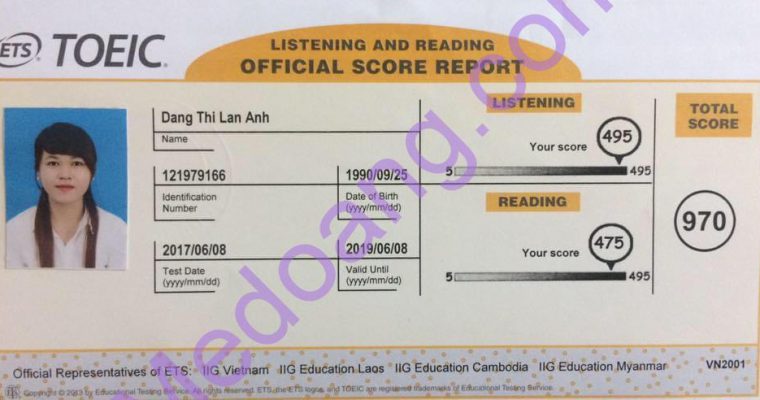 ETS TOEIC
LISTENING AND READING
OFFICIAL SCORE REPORT
Dang Thi Lan Anh
Name
121979166
Identification
Number
1990/09/25
Date of Birth
(yyyy/mm/dd)
2017/06/08
Test Date
(yyyy/mm/dd)
2019/06/08
Valid Until
(yyyy/mm/dd)
LISTENING
Your score
495
5
495
READING
Your score
475
5
495
TOTAL
SCORE
970
Official Representatives of ETS: IIG Vietnam IIG Education Laos IIG Education Cambodia IIG Education Myanmar VN2001
Copyright © 2013 by Educational Testing Service. All rights reserved. ETS, the ETS logos, and TOEIC are registered trademarks of Educational Testing Service.
Medoang.com